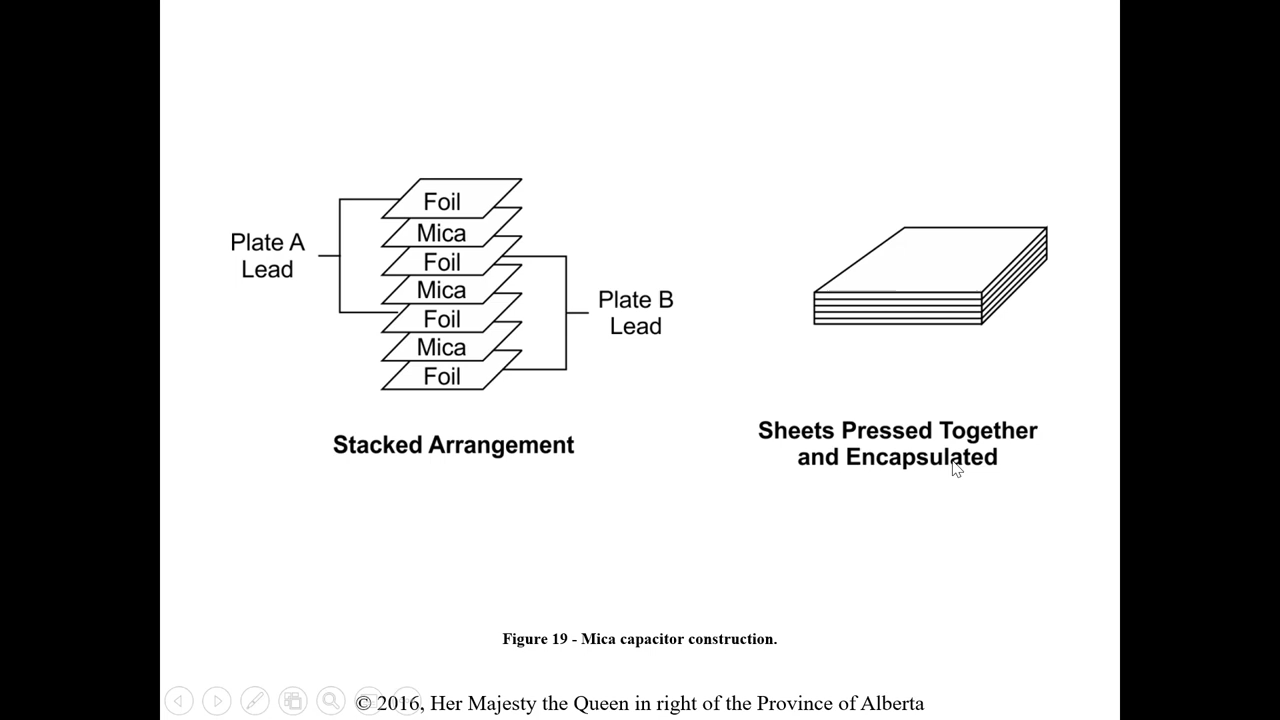 Plate A
Lead
Foil
Mica
Foil
Mica
Foil
Mica
Foil
Plate B
Lead
Stacked Arrangement
Sheets Pressed Together
and Encapsulated
Figure 19 - Mica capacitor construction.
© 2016, Her Majesty the Queen in right of the Province of Alberta